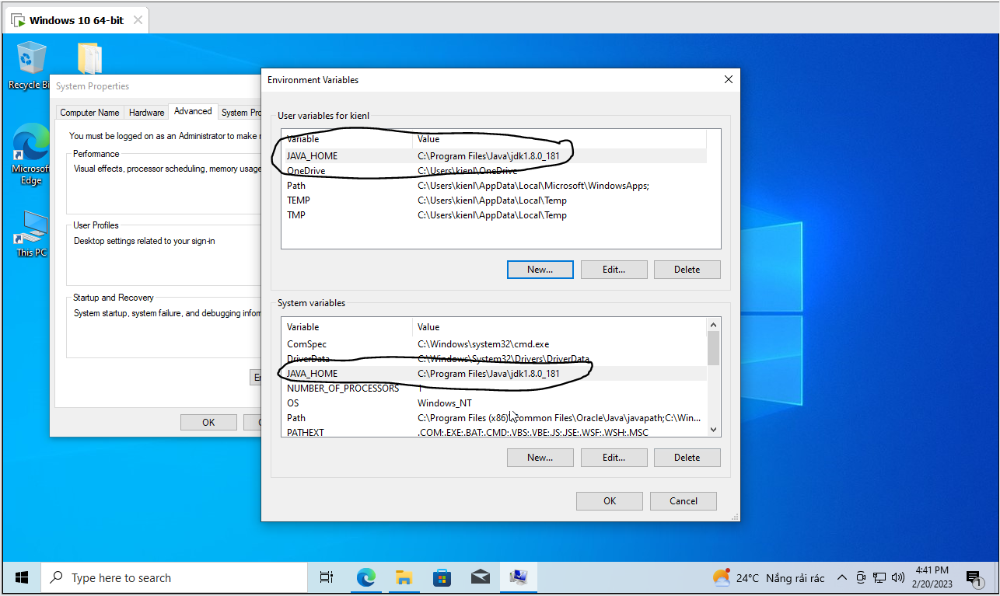 Windows 10 64-bit
Recycle Bi
Microsof
Edge
This PC
System Properties
Computer Name Hardware Advanced System Pro
You must be logged on as an Administrator to make
Performance
Visual effects, processor scheduling, memory usage
User Profiles
Desktop settings related to your sign-in
Startup and Recovery
System startup, system failure, and debugging infor
OK
Environment Variables
User variables for kienl
Variable Value
JAVA_HOME C:\Program Files\Java\jdk1.8.0_181
OneDrive C:\Users\kienl\OneDrive
Path C:\Users\kienl\AppData\Local\Microsoft\WindowsApps;
TEMP C:\Users\kienl\AppData\Local\Temp
TMP C:\Users\kienl\AppData\Local\Temp
New... Edit... Delete
System variables
Variable Value
ComSpec C:\Windows\system32\cmd.exe
DriverData C:\Windows\System32\Drivers\DriverData
JAVA_HOME C:\Program Files\Java\jdk1.8.0_181
NUMBER_OF_PROCESSORS 1
OS Windows_NT
Path C:\Program Files (x86)\Common Files\Oracle\Java\javapath;C:\Win...
PATHEXT .COM;.EXE;.BAT;.CMD;.VBS;.VBE;.JS;.JSE;.WSF;.WSH;.MSC
New... Edit... Delete
OK Cancel
Type here to search
24°C Nắng rải rác
4:41 PM
2/20/2023
1